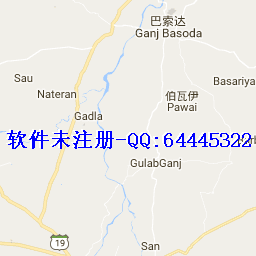 巴索达
Ganj Basoda
Sau
Basariya
Nateran
伯瓦伊
Pawai
Gadla
软件未注册-QQ:64445322
GulabGanj
19
San